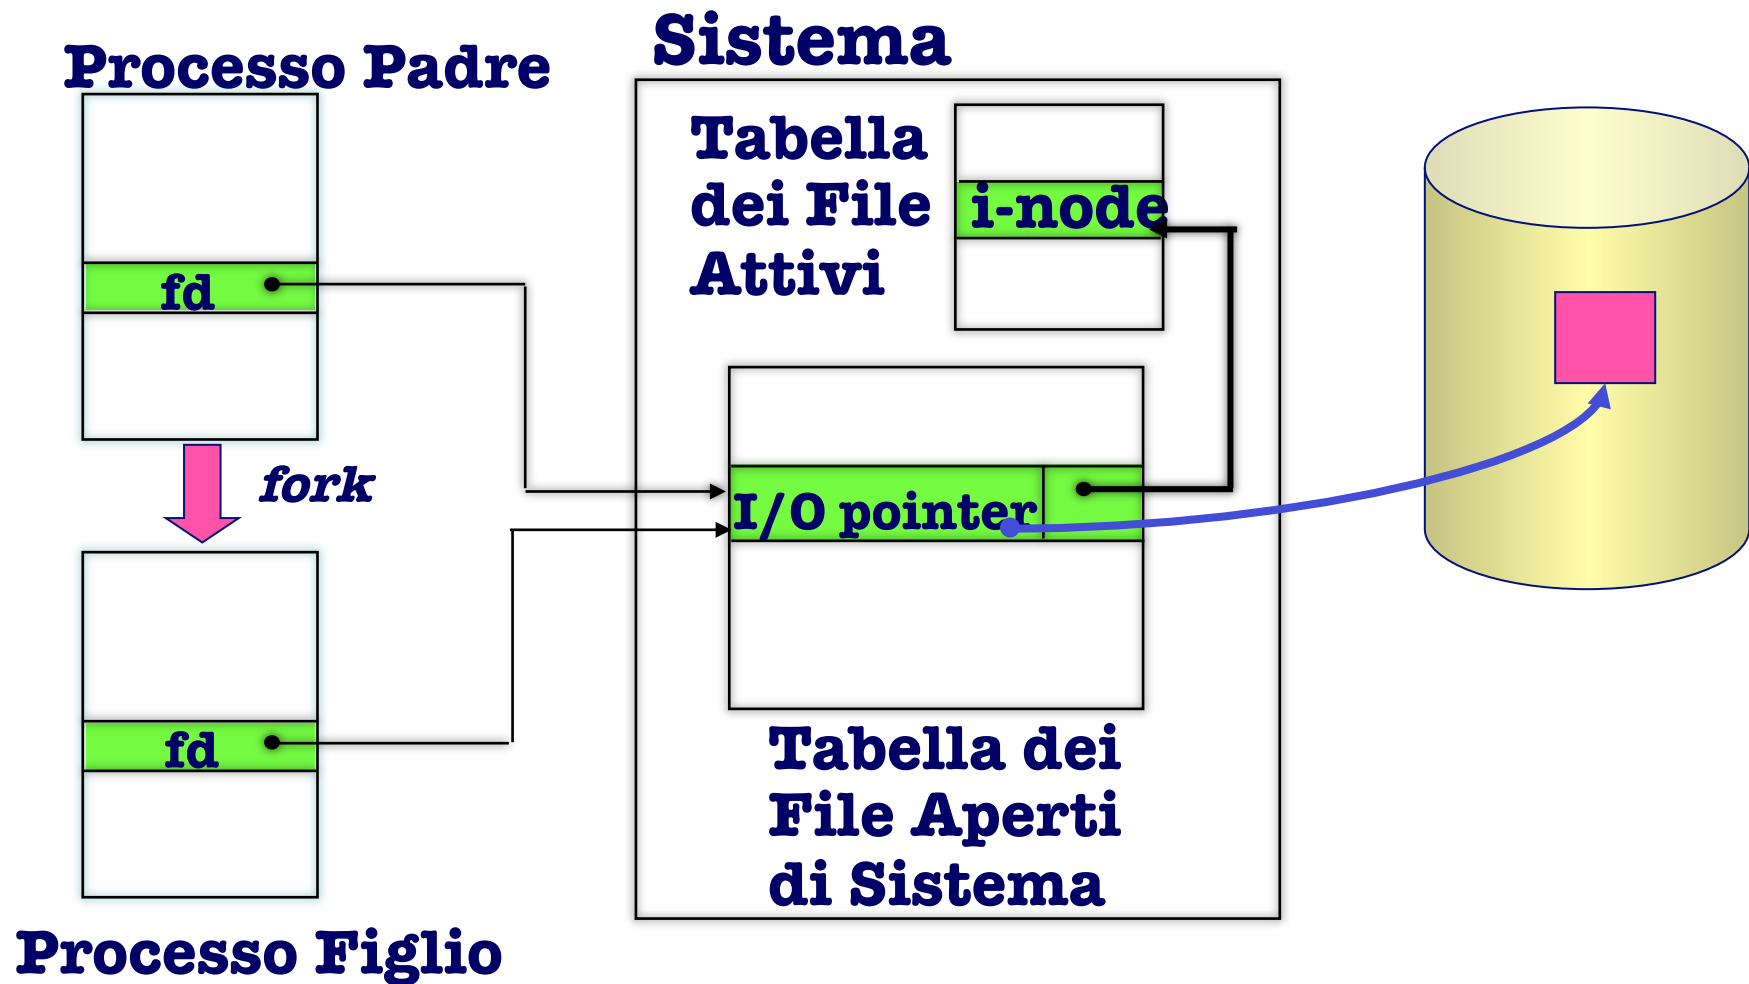 Processo Padre
fd
fork
fd
Processo Figlio
Sistema
Tabella
dei File
Attivi
i-node
I/O pointer
Tabella dei
File Aperti
di Sistema